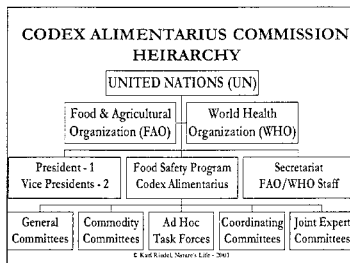 CODEX ALIMENTARIUS COMMISSION
HEIRARCHY
UNITED NATIONS (UN)
Food & Agricultural
Organization (FAO)
World Health
Organization (WHO)
President - 1
Vice Presidents - 2
Food Safety Program
Codex Alimentarius
Secretariat
FAO/WHO Staff
General
Committees
Commodity
Committees
Ad Hoc
Task Forces
Coordinating
Committees
Joint Expert
Committees
© Karl Riedel, Nature's Life - 2001